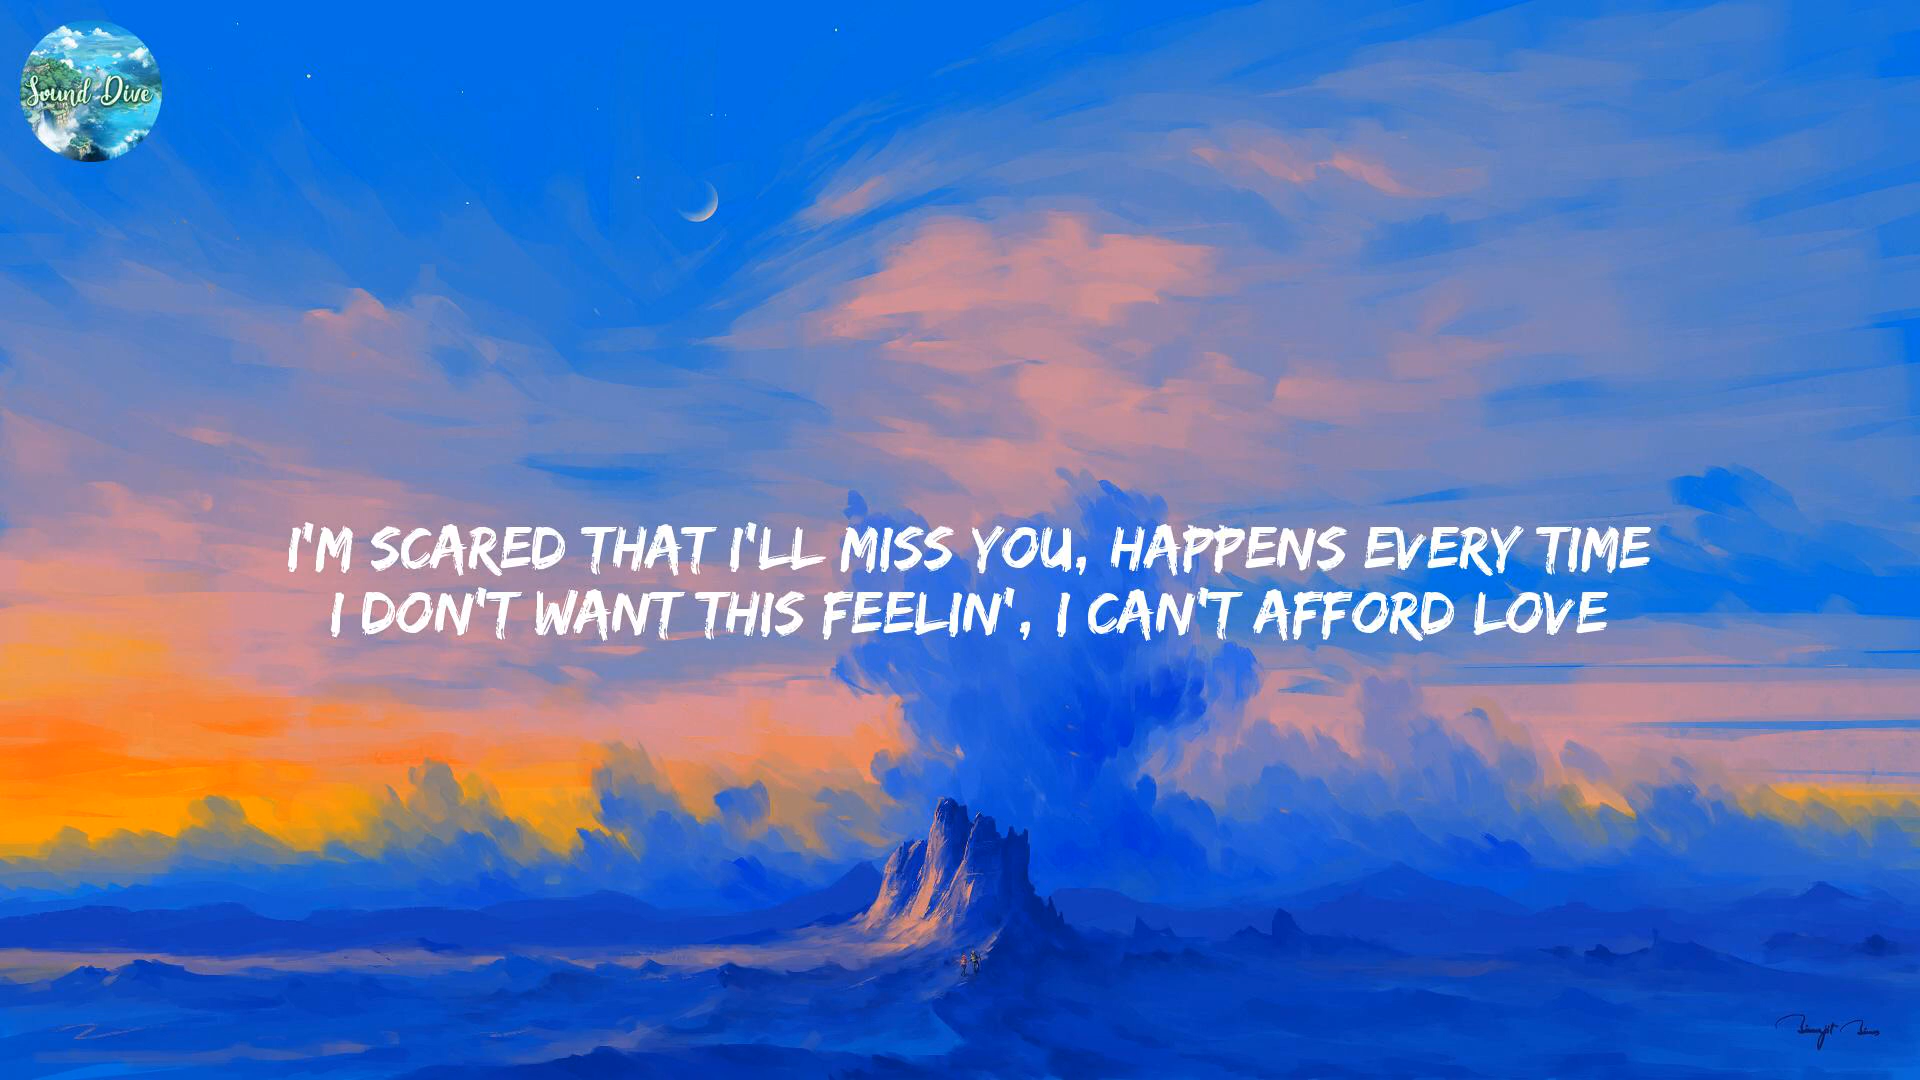 Sound Dive
I'M SCARED THAT I'LL MISS YOU, HAPPENS EVERY TIME
I DON'T WANT THIS FEELIN', I CAN'T AFFORD LOVE